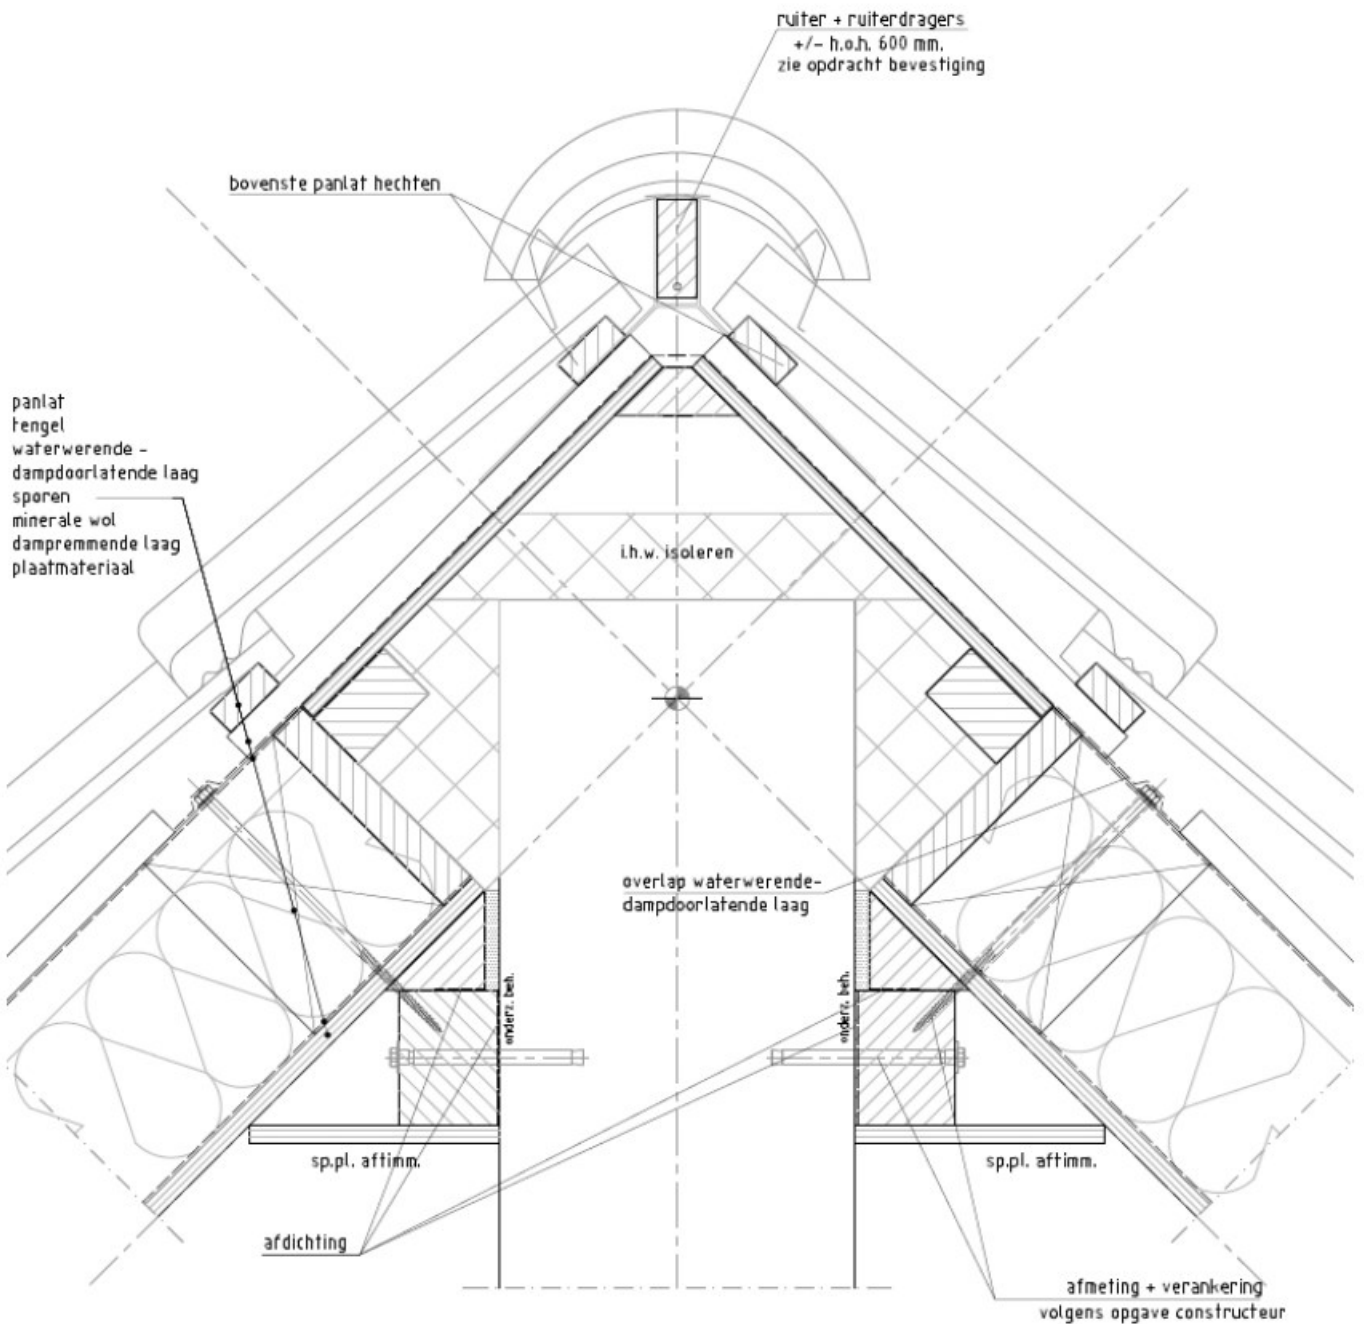 ruiter + ruiterdragers
+/- h.o.h. 600 mm.
zie opdracht bevestiging
bovenste panlat hechten
panlat
tengel
waterwerende -
dampdoorlatende laag
sporen
minerale wol
dampremmende laag
plaatmateriaal
i.h.w. isoleren
overlap waterwerende-
dampdoorlatende laag
onderz. beh.
onderz. beh.
sp.pl. aftimm.
sp.pl. aftimm.
afdichting
afmeting + verankering
volgens opgave constructeur